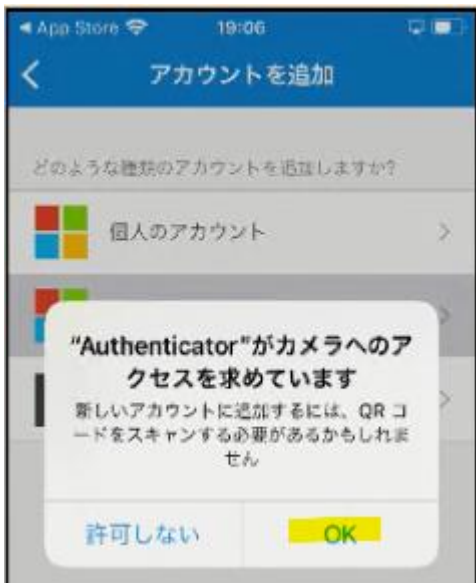 App Store 19:06
アカウントを追加
どのような種類のアカウントを追加しますか?
個人のアカウント
"Authenticator"がカメラへのア
クセスを求めています
新しいアカウントに追加するには、QR コ
ードをスキャンする必要があるかもしれま
せん
許可しない OK